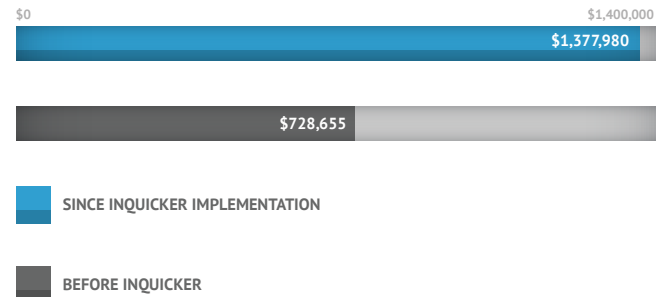 $0 $1,400,000
$1,377,980
$728,655
SINCE INQUICKER IMPLEMENTATION
BEFORE INQUICKER